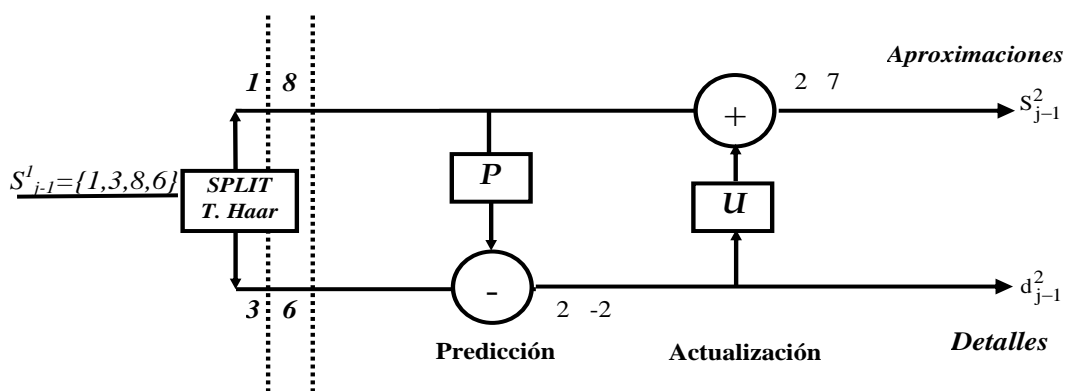 Aproximaciones
1 8
2 7
S²j–1
+
S¹j-1={1,3,8,6}
SPLIT
T. Haar
P
U
-
3 6
2 -2
d²j–1
Predicción
Actualización
Detalles